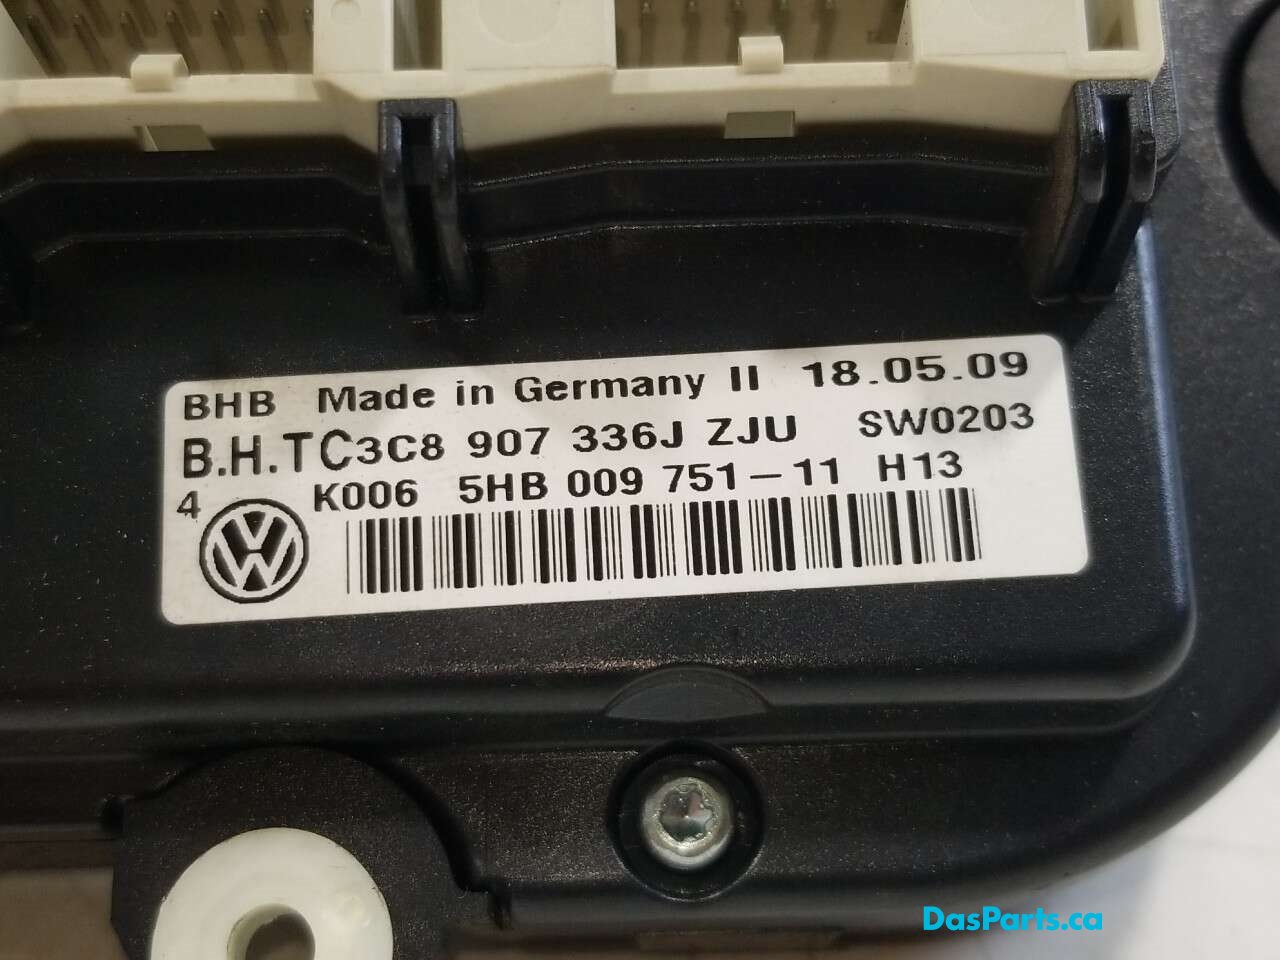 BHB Made in Germany II 18.05.09
B.H.TC3C8 907 336J ZJU SW0203
4 K006 5HB 009 751-11 H13
DasParts.ca